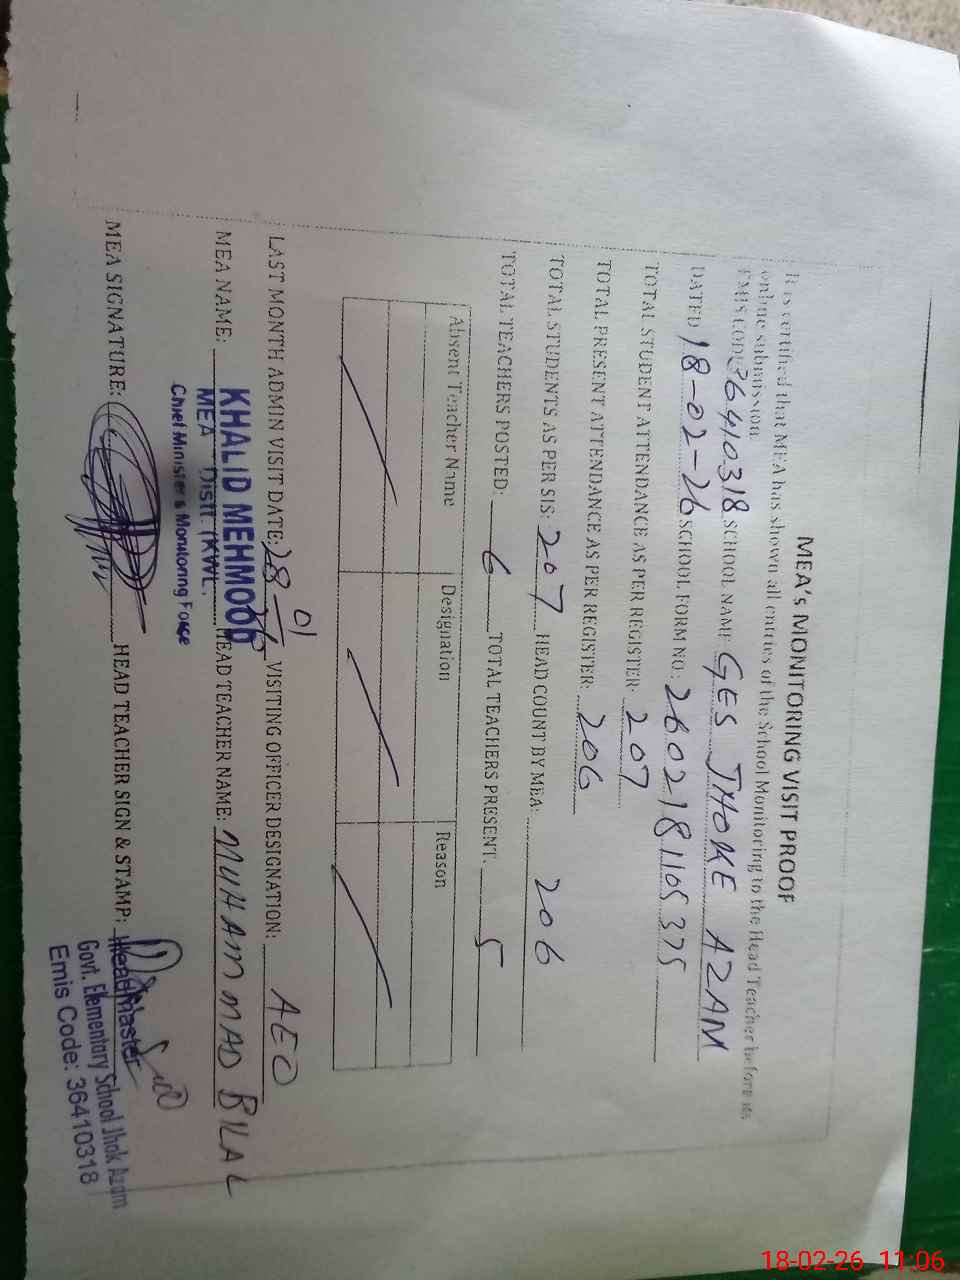 MEA's MONITORING VISIT PROOF
It is certified that MEA has shown all entries of the School Monitoring to the Head Teacher before its
online submission.
EMIS CODE 36410318 SCHOOL NAME GES JHOKE AZAM
DATED 18-02-26 SCHOOL FORM NO.: 2602181105375
TOTAL STUDENT ATTENDANCE AS PER REGISTER: 207
TOTAL PRESENT ATTENDANCE AS PER REGISTER: 206
TOTAL STUDENTS AS PER SIS: 207 HEAD COUNT BY MEA: 206
TOTAL TEACHERS POSTED: 6 TOTAL TEACHERS PRESENT. 5
Absent Teacher Name Designation Reason
LAST MONTH ADMIN VISIT DATE: 28-01 VISITING OFFICER DESIGNATION: AEO
MEA NAME: KHALID MEHMOOD HEAD TEACHER NAME: MUHAMMAD BILAL
MEA Distt. KWL.
Chief Ministers Monitoring Force
MEA SIGNATURE: HEAD TEACHER SIGN & STAMP:
Headmaster
Govt. Elementary School Jhok Azam
Emis Code: 36410318
18-02-26 11:06